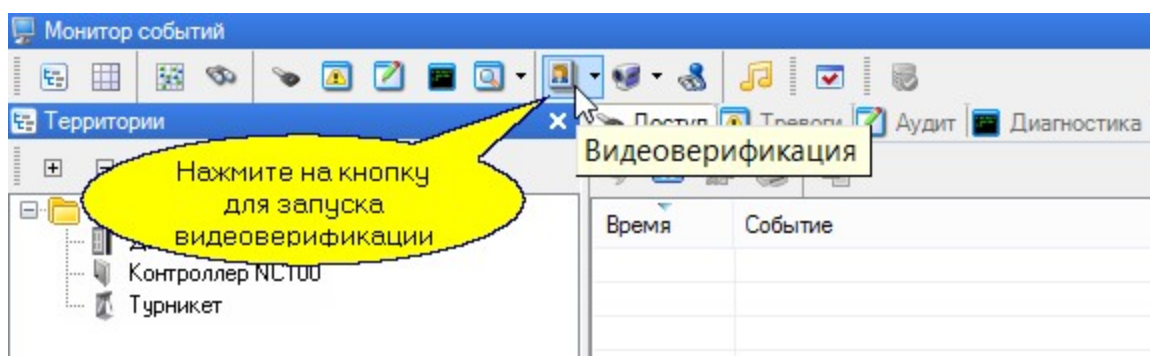 Монитор событий
Территории
Доступ
Тревоги
Аудит
Диагностика
Видеоверификация
Нажмите на кнопку
для запуска
видеоверификации
Время
Событие
Контроллер NC100
Турникет